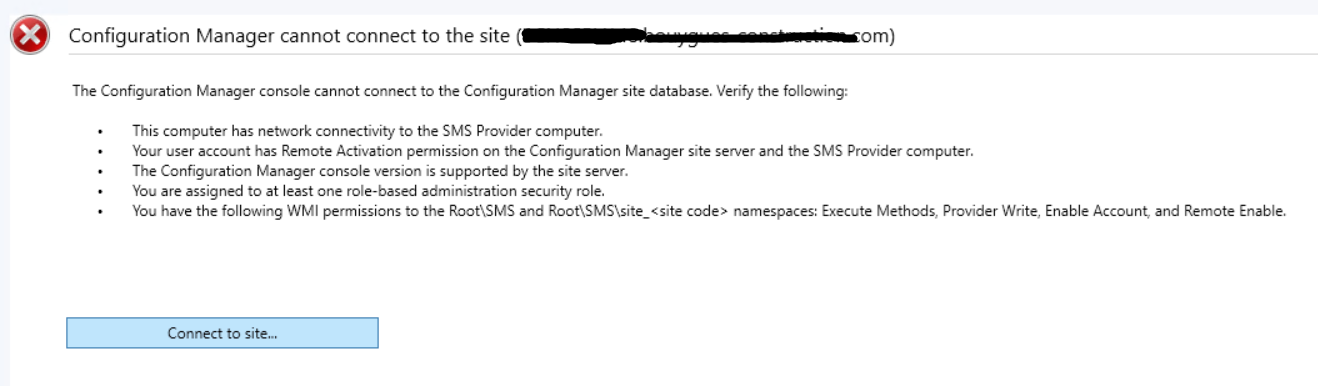 Configuration Manager cannot connect to the site ( com)
The Configuration Manager console cannot connect to the Configuration Manager site database. Verify the following:
• This computer has network connectivity to the SMS Provider computer.
• Your user account has Remote Activation permission on the Configuration Manager site server and the SMS Provider computer.
• The Configuration Manager console version is supported by the site server.
• You are assigned to at least one role-based administration security role.
• You have the following WMI permissions to the Root\SMS and Root\SMS\site_<site code> namespaces: Execute Methods, Provider Write, Enable Account, and Remote Enable.
Connect to site...